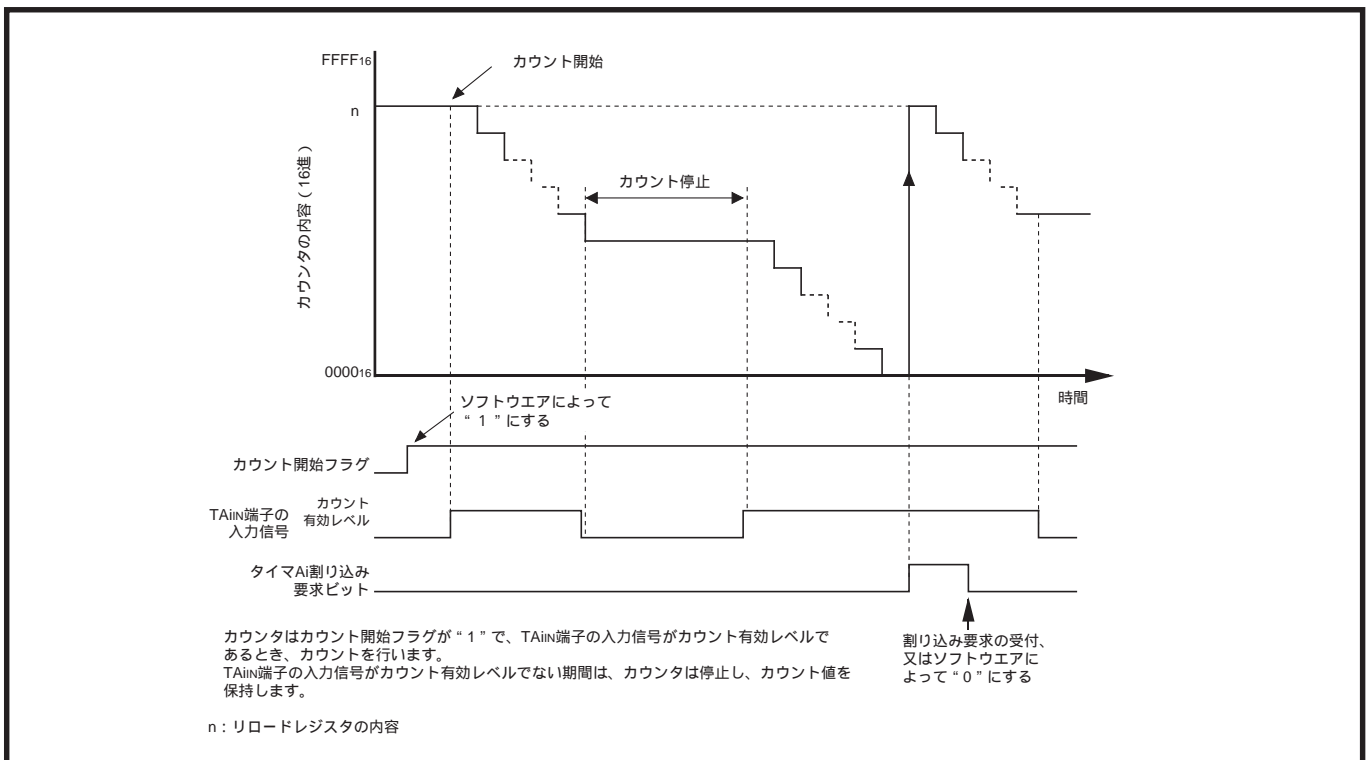 FFFF16
カウント開始
n
カウンタの内容(16進)
カウント停止
000016
時間
ソフトウエアによって
“1”にする
カウント開始フラグ
カウント
有効レベル
TAiIN端子の
入力信号
タイマAi割り込み
要求ビット
カウンタはカウント開始フラグが“1”で、TAiIN端子の入力信号がカウント有効レベルで
あるとき、カウントを行います。
TAiIN端子の入力信号がカウント有効レベルでない期間は、カウンタは停止し、カウント値を
保持します。
割り込み要求の受付、
又はソフトウエアに
よって“0”にする
n:リロードレジスタの内容